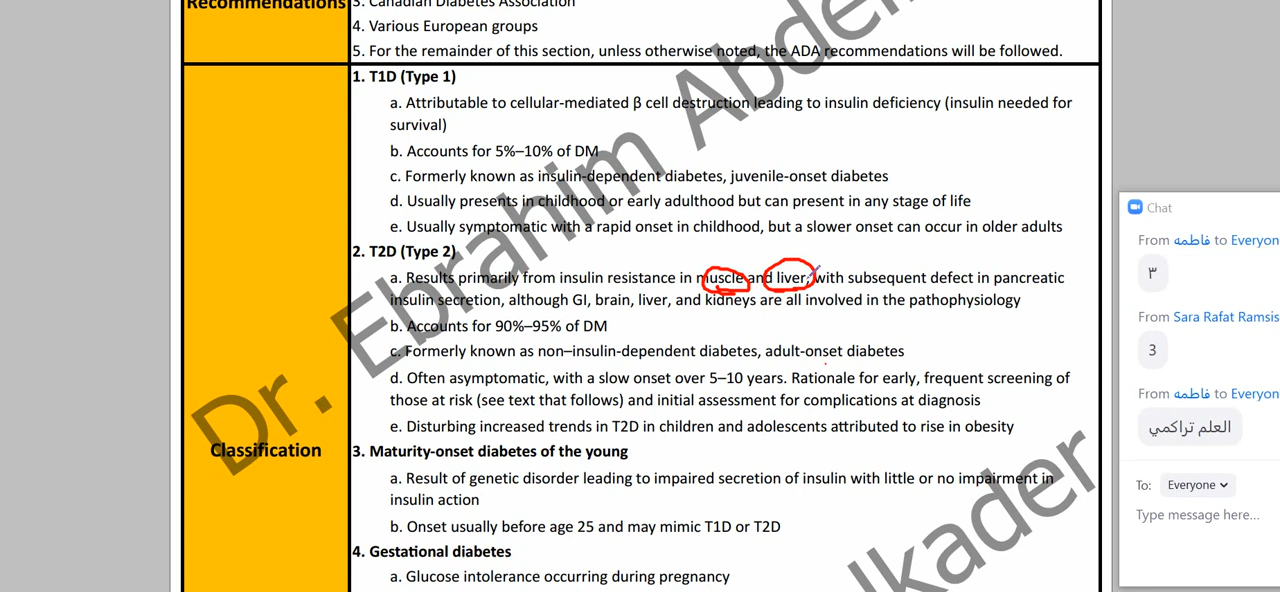 Recommendations
3. Canadian Diabetes Association
4. Various European groups
5. For the remainder of this section, unless otherwise noted, the ADA recommendations will be followed.
Classification
1. T1D (Type 1)
a. Attributable to cellular-mediated β cell destruction leading to insulin deficiency (insulin needed for
survival)
b. Accounts for 5%–10% of DM
c. Formerly known as insulin-dependent diabetes, juvenile-onset diabetes
d. Usually presents in childhood or early adulthood but can present in any stage of life
e. Usually symptomatic with a rapid onset in childhood, but a slower onset can occur in older adults
2. T2D (Type 2)
a. Results primarily from insulin resistance in muscle and liver, with subsequent defect in pancreatic
insulin secretion, although GI, brain, liver, and kidneys are all involved in the pathophysiology
b. Accounts for 90%–95% of DM
c. Formerly known as non–insulin-dependent diabetes, adult-onset diabetes
d. Often asymptomatic, with a slow onset over 5–10 years. Rationale for early, frequent screening of
those at risk (see text that follows) and initial assessment for complications at diagnosis
e. Disturbing increased trends in T2D in children and adolescents attributed to rise in obesity
3. Maturity-onset diabetes of the young
a. Result of genetic disorder leading to impaired secretion of insulin with little or no impairment in
insulin action
b. Onset usually before age 25 and may mimic T1D or T2D
4. Gestational diabetes
a. Glucose intolerance occurring during pregnancy
Dr. Ebrahim Abdelkader
Chat
From فاطمه to Everyon
٣
From Sara Rafat Ramsis
3
From فاطمه to Everyon
العلم تراكمي
To: Everyone
Type message here...